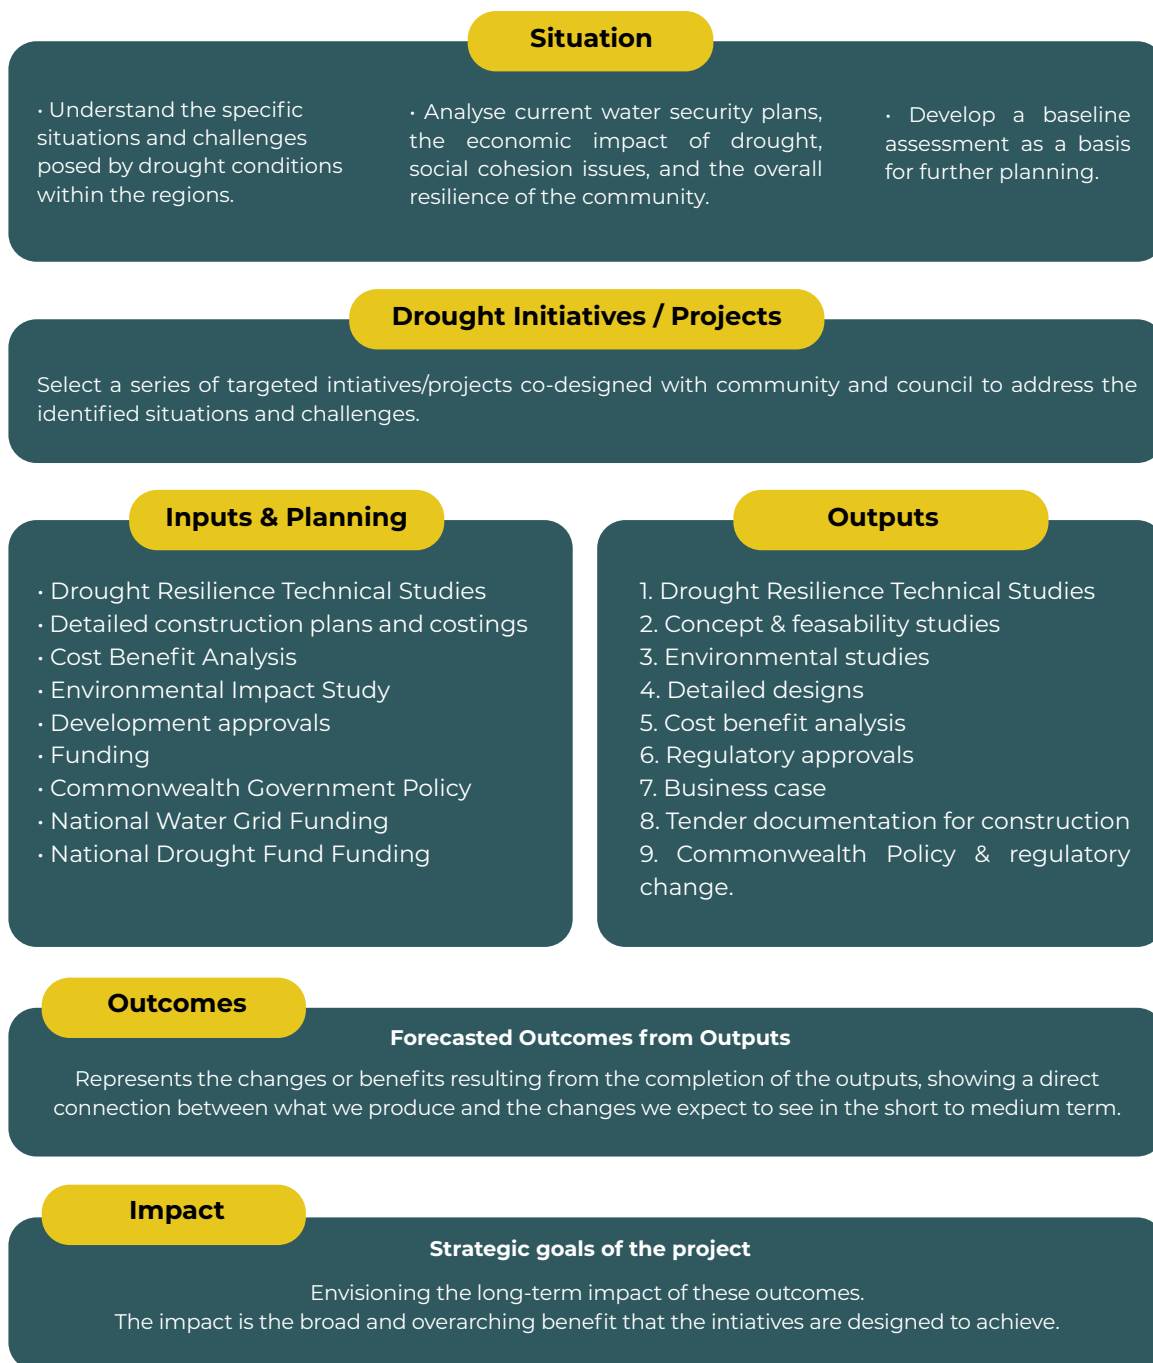 Situation
• Understand the specific
situations and challenges
posed by drought conditions
within the regions.
• Analyse current water security plans,
the economic impact of drought,
social cohesion issues, and the overall
resilience of the community.
• Develop a baseline
assessment as a basis
for further planning.
Drought Initiatives / Projects
Select a series of targeted intiatives/projects co-designed with community and council to address the
identified situations and challenges.
Inputs & Planning
• Drought Resilience Technical Studies
• Detailed construction plans and costings
• Cost Benefit Analysis
• Environmental Impact Study
• Development approvals
• Funding
• Commonwealth Government Policy
• National Water Grid Funding
• National Drought Fund Funding
Outputs
1. Drought Resilience Technical Studies
2. Concept & feasability studies
3. Environmental studies
4. Detailed designs
5. Cost benefit analysis
6. Regulatory approvals
7. Business case
8. Tender documentation for construction
9. Commonwealth Policy & regulatory
change.
Outcomes
Forecasted Outcomes from Outputs
Represents the changes or benefits resulting from the completion of the outputs, showing a direct
connection between what we produce and the changes we expect to see in the short to medium term.
Impact
Strategic goals of the project
Envisioning the long-term impact of these outcomes.
The impact is the broad and overarching benefit that the intiatives are designed to achieve.